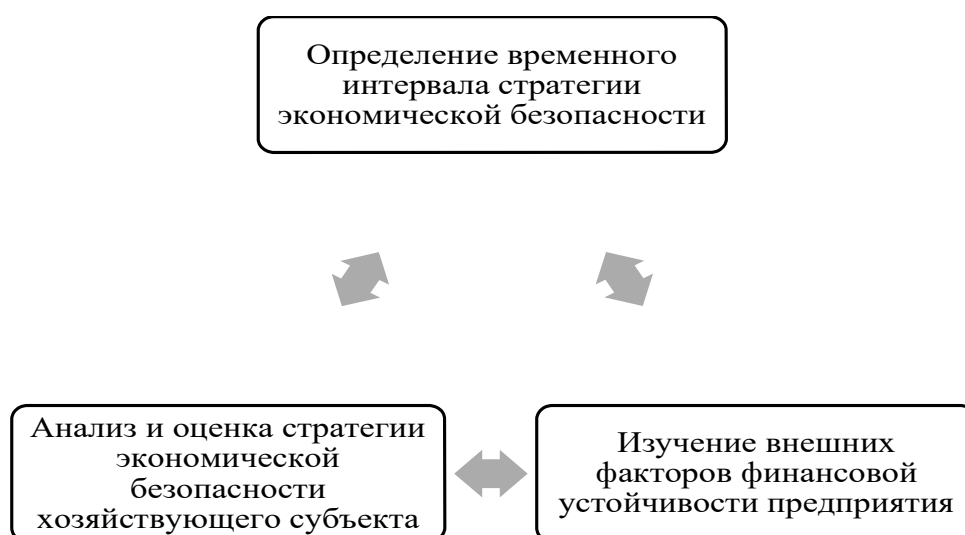 Определение временного
интервала стратегии
экономической безопасности
Анализ и оценка стратегии
экономической
безопасности
хозяйствующего субъекта
Изучение внешних
факторов финансовой
устойчивости предприятия